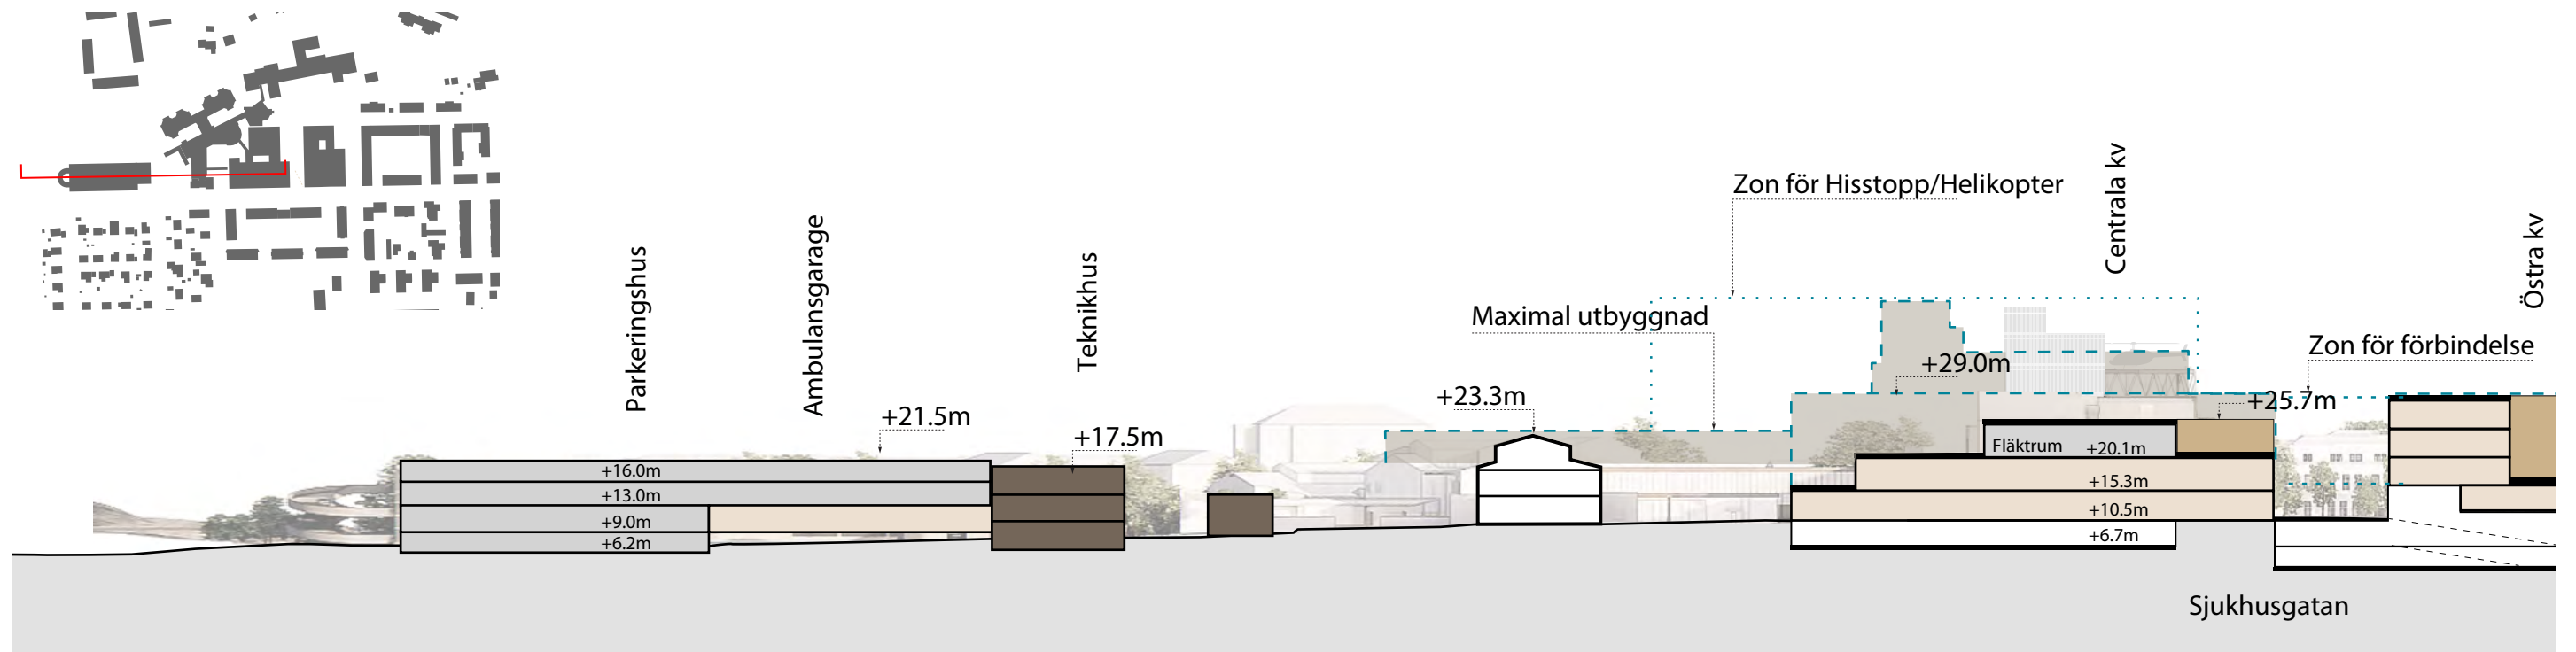 Parkeringshus
Ambulansgarage
Teknikhus
Zon för Hisstopp/Helikopter
Centrala kv
Östra kv
Maximal utbyggnad
Zon för förbindelse
+29.0m
+23.3m
+25.7m
+21.5m
+17.5m
+16.0m
+13.0m
+9.0m
+6.2m
Fläktrum +20.1m
+15.3m
+10.5m
+6.7m
Sjukhusgatan